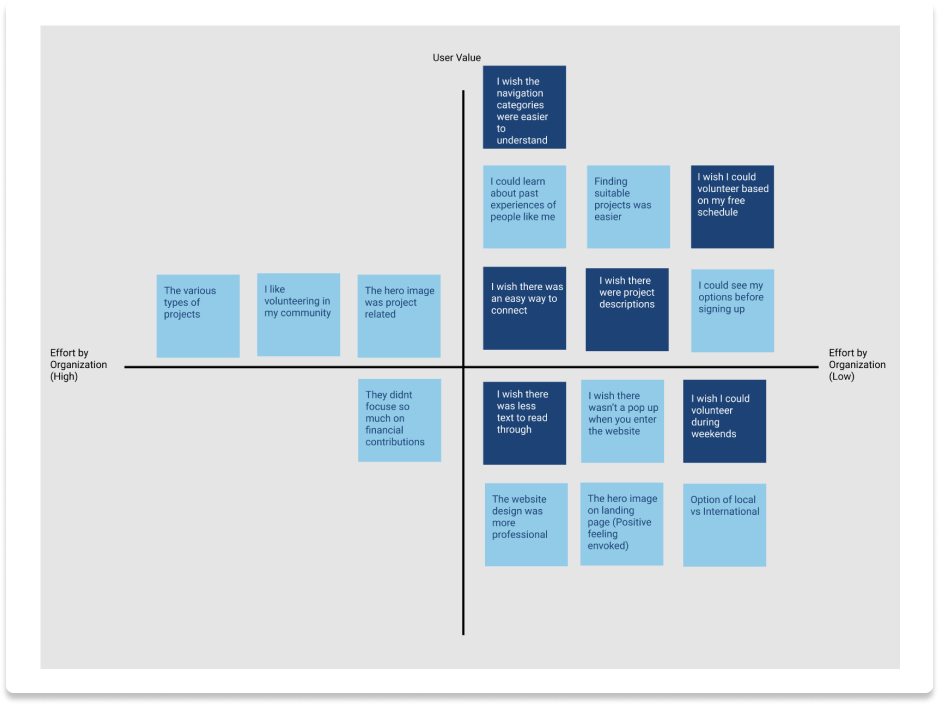 User Value
I wish the
navigation
categories
were easier
to
understand
I could learn
about past
experiences of
people like me
Finding
suitable
projects was
easier
I wish I could
volunteer based
on my free
schedule
The various
types of
projects
I like
volunteering in
my community
The hero image
was project
related
I wish there was
an easy way to
connect
I wish there
were project
descriptions
I could see my
options before
signing up
Effort by
Organization
(High)
Effort by
Organization
(Low)
They didnt
focuse so
much on
financial
contributions
I wish there
was less
text to read
through
I wish there
wasn't a pop up
when you enter
the website
I wish I could
volunteer
during
weekends
The website
design was
more
professional
The hero image
on landing
page (Positive
feeling
envoked)
Option of local
vs International